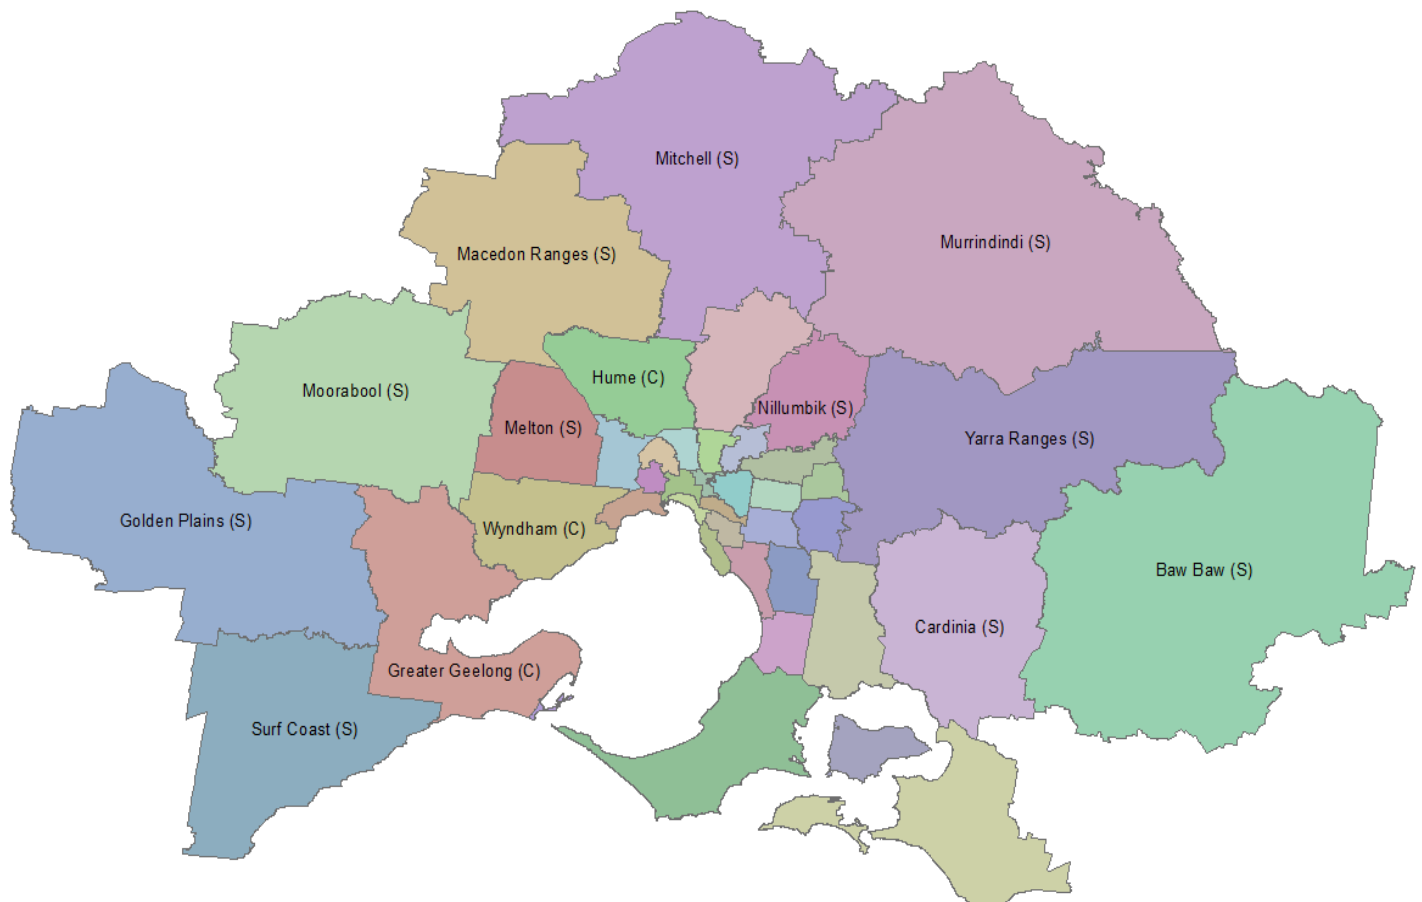 Mitchell (S)
Murrindindi (S)
Macedon Ranges (S)
Hume (C)
Moorabool (S)
Nillumbik (S)
Melton (S)
Yarra Ranges (S)
Golden Plains (S)
Wyndham (C)
Baw Baw (S)
Cardinia (S)
Greater Geelong (C)
Surf Coast (S)